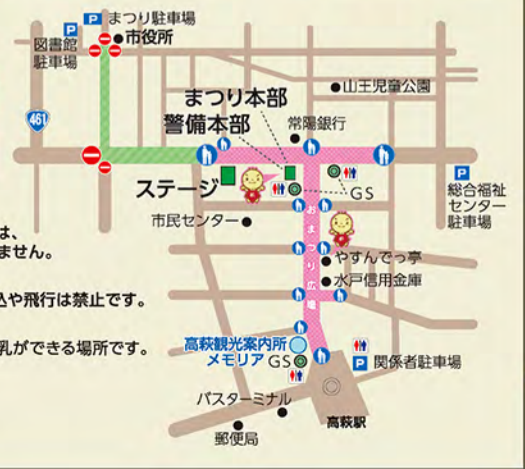 P
P まつり駐車場
図書館
駐車場
市役所
461
山王児童公園
まつり本部
警備本部
常陽銀行
ステージ
GS
P
総合福祉
センター
駐車場
市民センター
おまつり広場
は、
ません。
やすんでっ亭
水戸信用金庫
込や飛行は禁止です。
乳ができる場所です。
高萩観光案内所
メモリア
GS
P 関係者駐車場
バスターミナル
高萩駅
郵便局